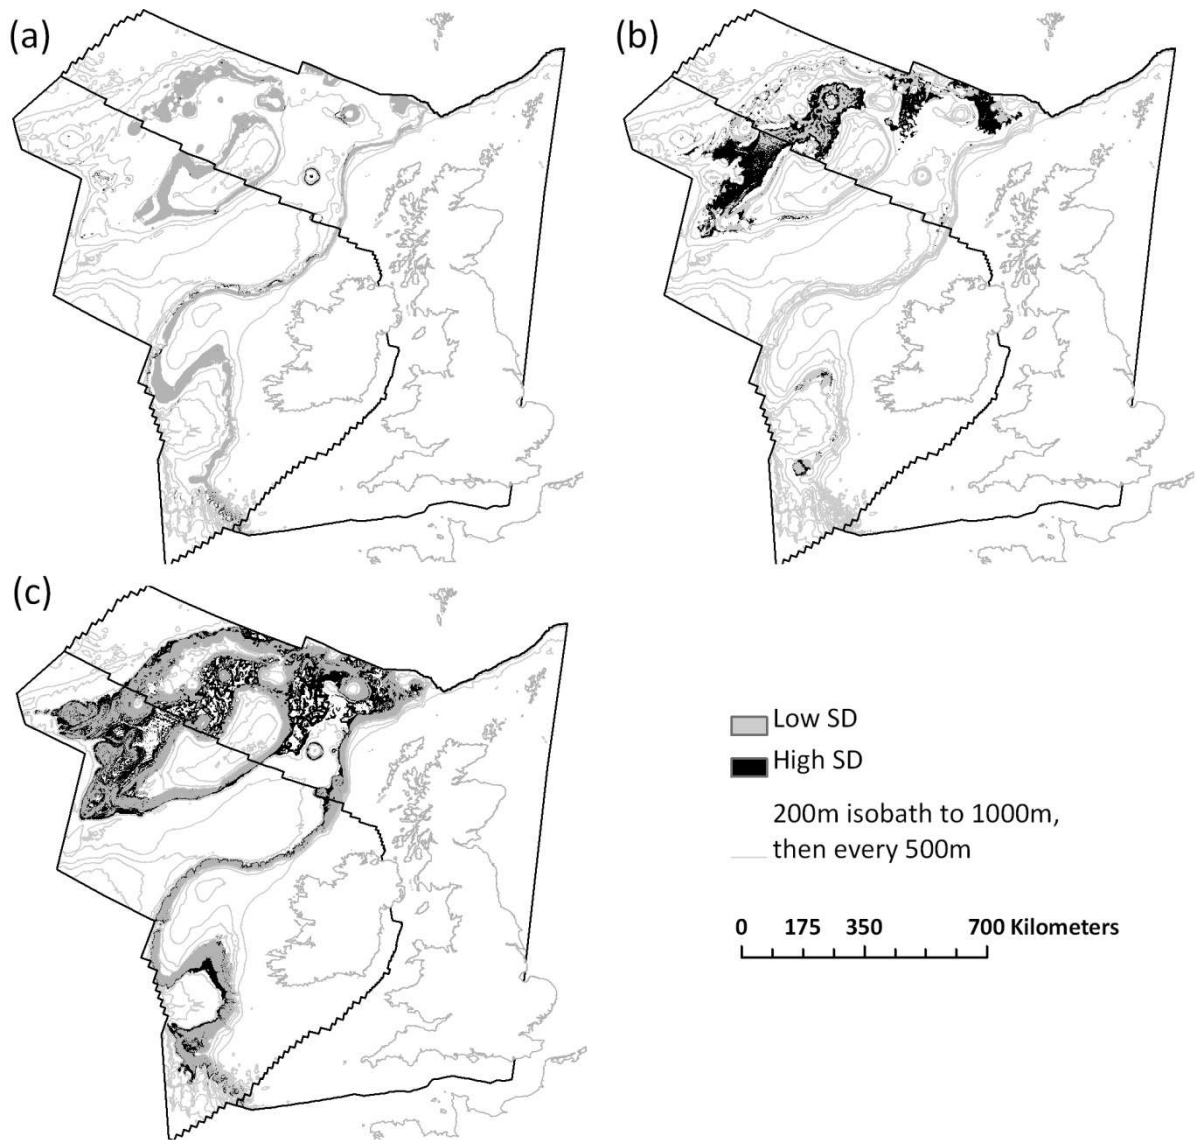 (a)
(b)
(c)
Low SD
High SD
200m isobath to 1000m,
then every 500m
0 175 350 700 Kilometers